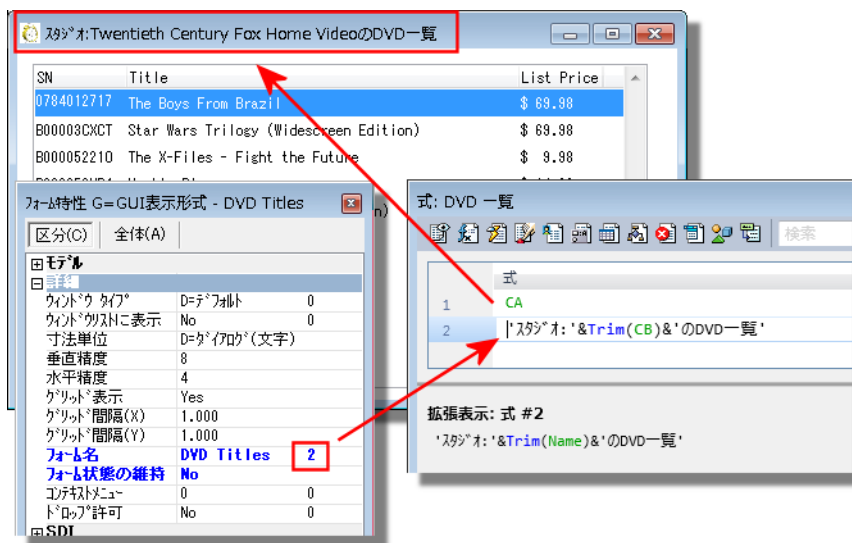 ｽﾀｼﾞｵ:Twentieth Century Fox Home VideoのDVD一覧
SN Title List Price
0784012717 The Boys From Brazil $ 69.98
B00003CXCT Star Wars Trilogy (Widescreen Edition) $ 69.98
B000052210 The X-Files - Fight the Future $ 9.98
n)
ﾌｫｰﾑ特性 G=GUI表示形式 - DVD Titles
区分(C) 全体(A)
ﾓﾃﾞﾙ
詳細
ｳｨﾝﾄﾞｳ ﾀｲﾌﾟ D=ﾃﾞﾌｫﾙﾄ 0
ｳｨﾝﾄﾞｳﾘｽﾄに表示 No 0
寸法単位 D=ﾀﾞｲｱﾛｸﾞ(文字)
垂直精度 8
水平精度 4
ｸﾞﾘｯﾄﾞ表示 Yes
ｸﾞﾘｯﾄﾞ間隔(X) 1.000
ｸﾞﾘｯﾄﾞ間隔(Y) 1.000
ﾌｫｰﾑ名 DVD Titles 2
ﾌｫｰﾑ状態の維持 No
ｺﾝﾃｷｽﾄﾒﾆｭｰ 0 0
ﾄﾞﾛｯﾌﾟ許可 No 0
SDI
式: DVD 一覧
検索
式
1 CA
2 'ｽﾀｼﾞｵ:'&Trim(CB)&'のDVD一覧'
拡張表示: 式 #2
'ｽﾀｼﾞｵ:'&Trim(Name)&'のDVD一覧'